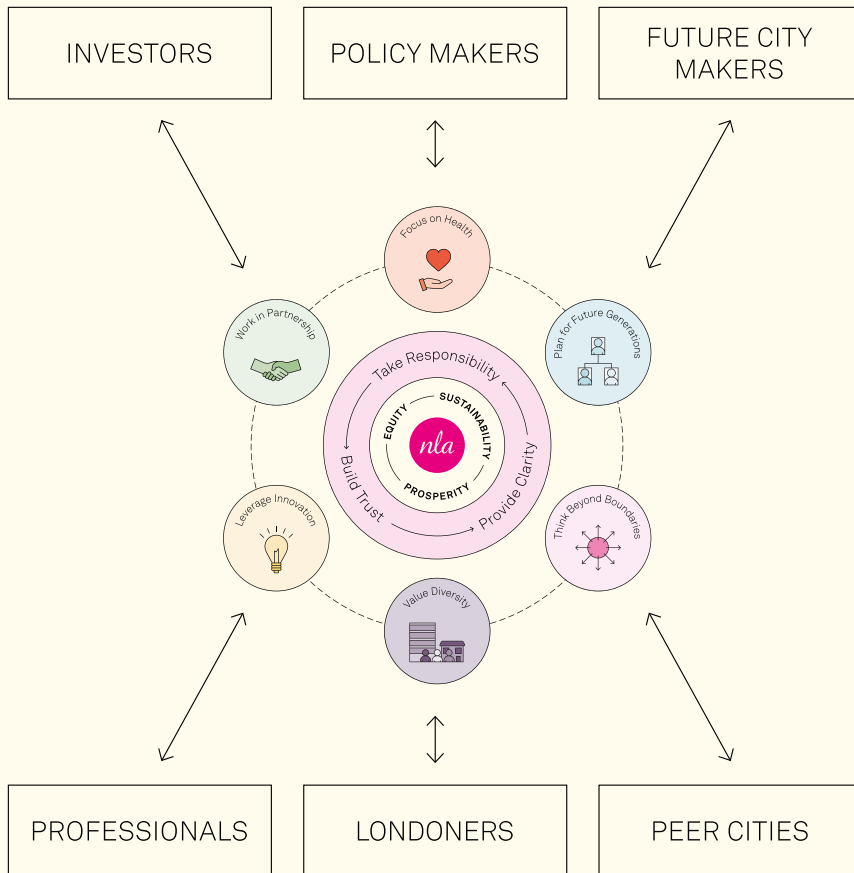 INVESTORS
POLICY MAKERS
FUTURE CITY
MAKERS
Focus on Health
Work in Partnership
Plan for Future Generations
Take Responsibility
EQUITY
SUSTAINABILITY
nla
PROSPERITY
Build Trust
Provide Clarity
Leverage Innovation
Think Beyond Boundaries
Value Diversity
PROFESSIONALS
LONDONERS
PEER CITIES